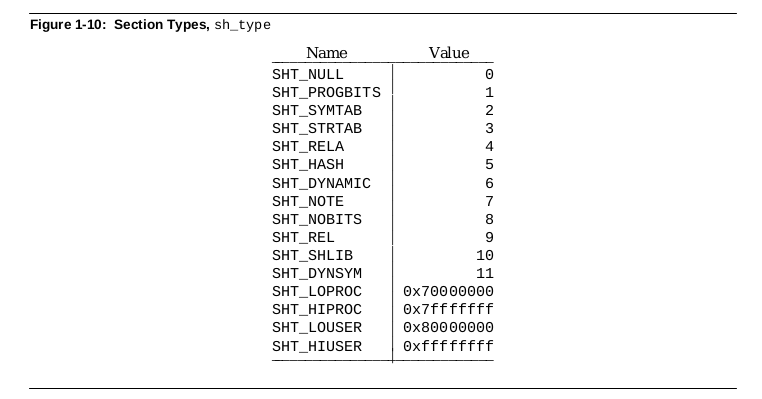 Figure 1-10: Section Types, sh_type
Name Value
SHT_NULL 0
SHT_PROGBITS 1
SHT_SYMTAB 2
SHT_STRTAB 3
SHT_RELA 4
SHT_HASH 5
SHT_DYNAMIC 6
SHT_NOTE 7
SHT_NOBITS 8
SHT_REL 9
SHT_SHLIB 10
SHT_DYNSYM 11
SHT_LOPROC 0x70000000
SHT_HIPROC 0x7fffffff
SHT_LOUSER 0x80000000
SHT_HIUSER 0xffffffff